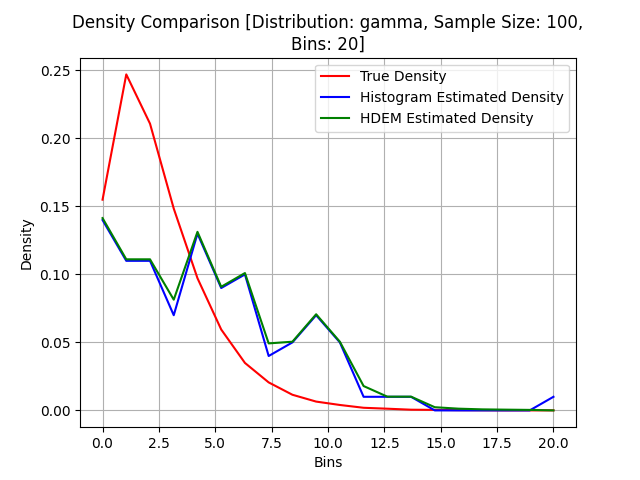 Density Comparison [Distribution: gamma, Sample Size: 100,
Bins: 20]
True Density
Histogram Estimated Density
HDEM Estimated Density
Density
0.25
0.20
0.15
0.10
0.05
0.00
0.0 2.5 5.0 7.5 10.0 12.5 15.0 17.5 20.0
Bins